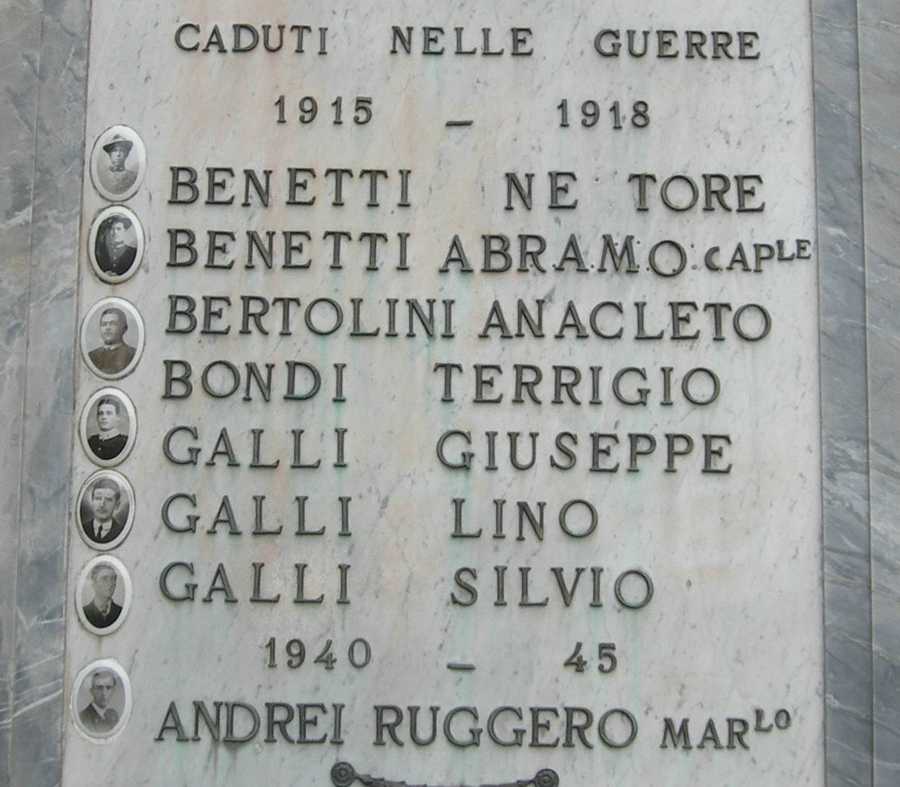 CADUTI NELLE GUERRE
1915 – 1918
BENETTI NE TORE
BENETTI ABRAMO CAPLE
BERTOLINI ANACLETO
BONDI TERRIGIO
GALLI GIUSEPPE
GALLI LINO
GALLI SILVIO
1940 – 45
ANDREI RUGGERO MARLO